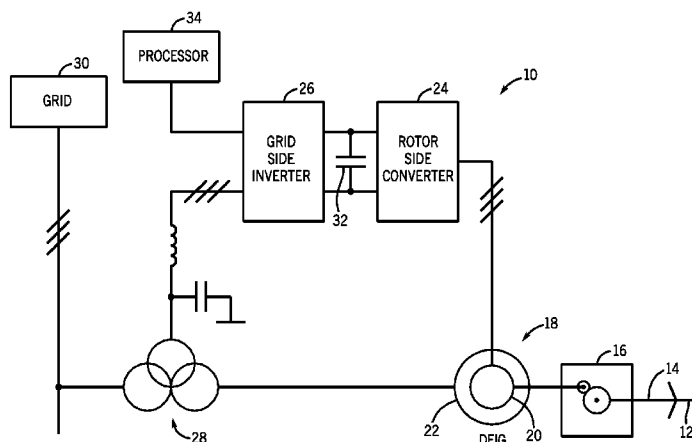 34
PROCESSOR
30
GRID
26
GRID
SIDE
INVERTER
24
ROTOR
SIDE
CONVERTER
10
32
18
16
14
12
22
20
28
DFIG